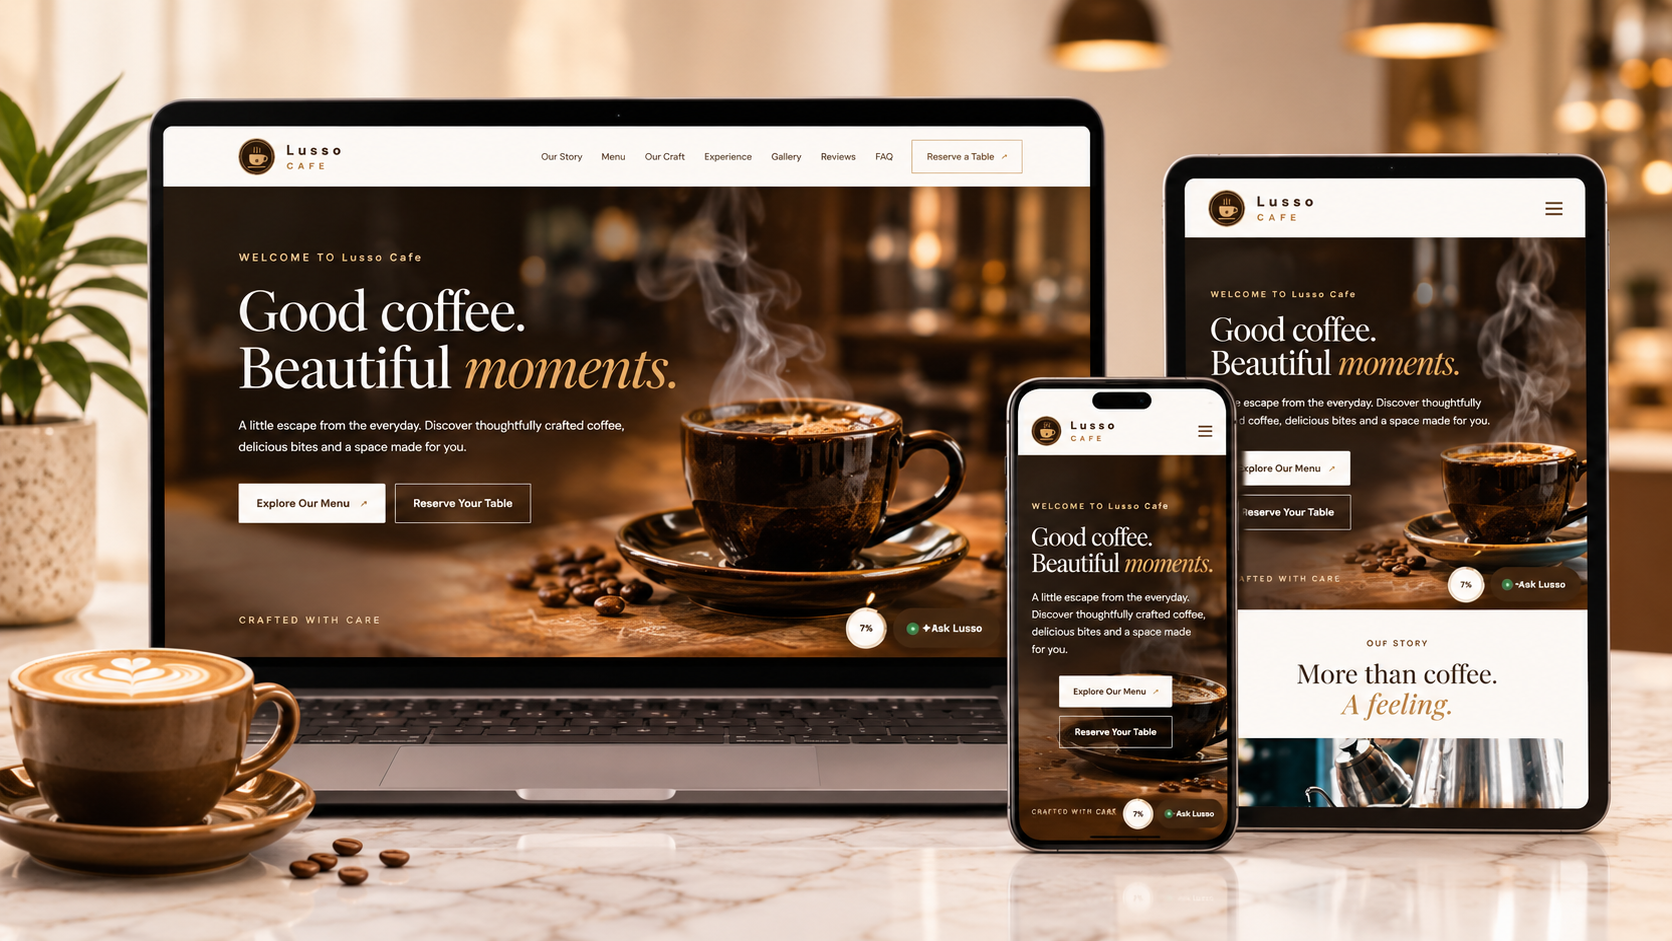 Lusso
CAFE
Our Story
Menu
Our Craft
Experience
Gallery
Reviews
FAQ
Reserve a Table
WELCOME TO Lusso Cafe
Good coffee.
Beautiful moments.
A little escape from the everyday. Discover thoughtfully crafted coffee,
delicious bites and a space made for you.
Explore Our Menu
Reserve Your Table
CRAFTED WITH CARE
7%
Ask Lusso
Lusso
CAFE
WELCOME TO Lusso Cafe
Good coffee.
Beautiful moments.
A little escape from the everyday.
Discover thoughtfully crafted coffee,
delicious bites and a space made
for you.
Explore Our Menu
Reserve Your Table
CRAFTED WITH CARE
7%
Ask Lusso
Lusso
CAFE
WELCOME TO Lusso Cafe
Good coffee.
Beautiful moments.
e escape from the everyday. Discover thoughtfully
d coffee, delicious bites and a space made for you.
xplore Our Menu
Reserve Your Table
AFTED WITH CARE
7%
Ask Lusso
OUF STORY
More than coffee.
A feeling.